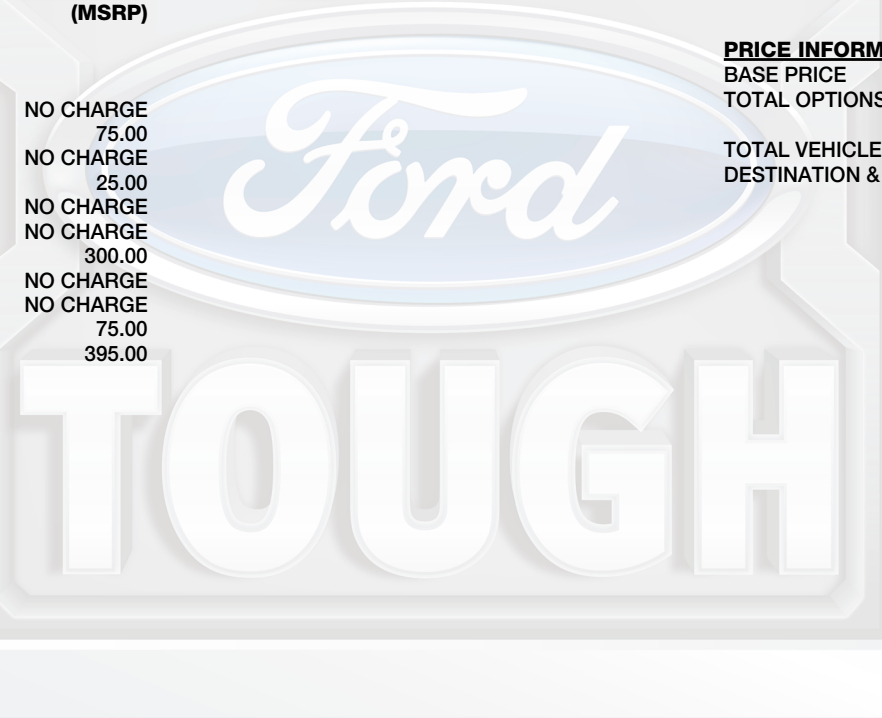 (MSRP)
NO CHARGE
75.00
NO CHARGE
25.00
NO CHARGE
NO CHARGE
300.00
NO CHARGE
NO CHARGE
75.00
395.00
PRICE INFORM
BASE PRICE
TOTAL OPTIONS
TOTAL VEHICLE
DESTINATION &
Ford
TOUGH